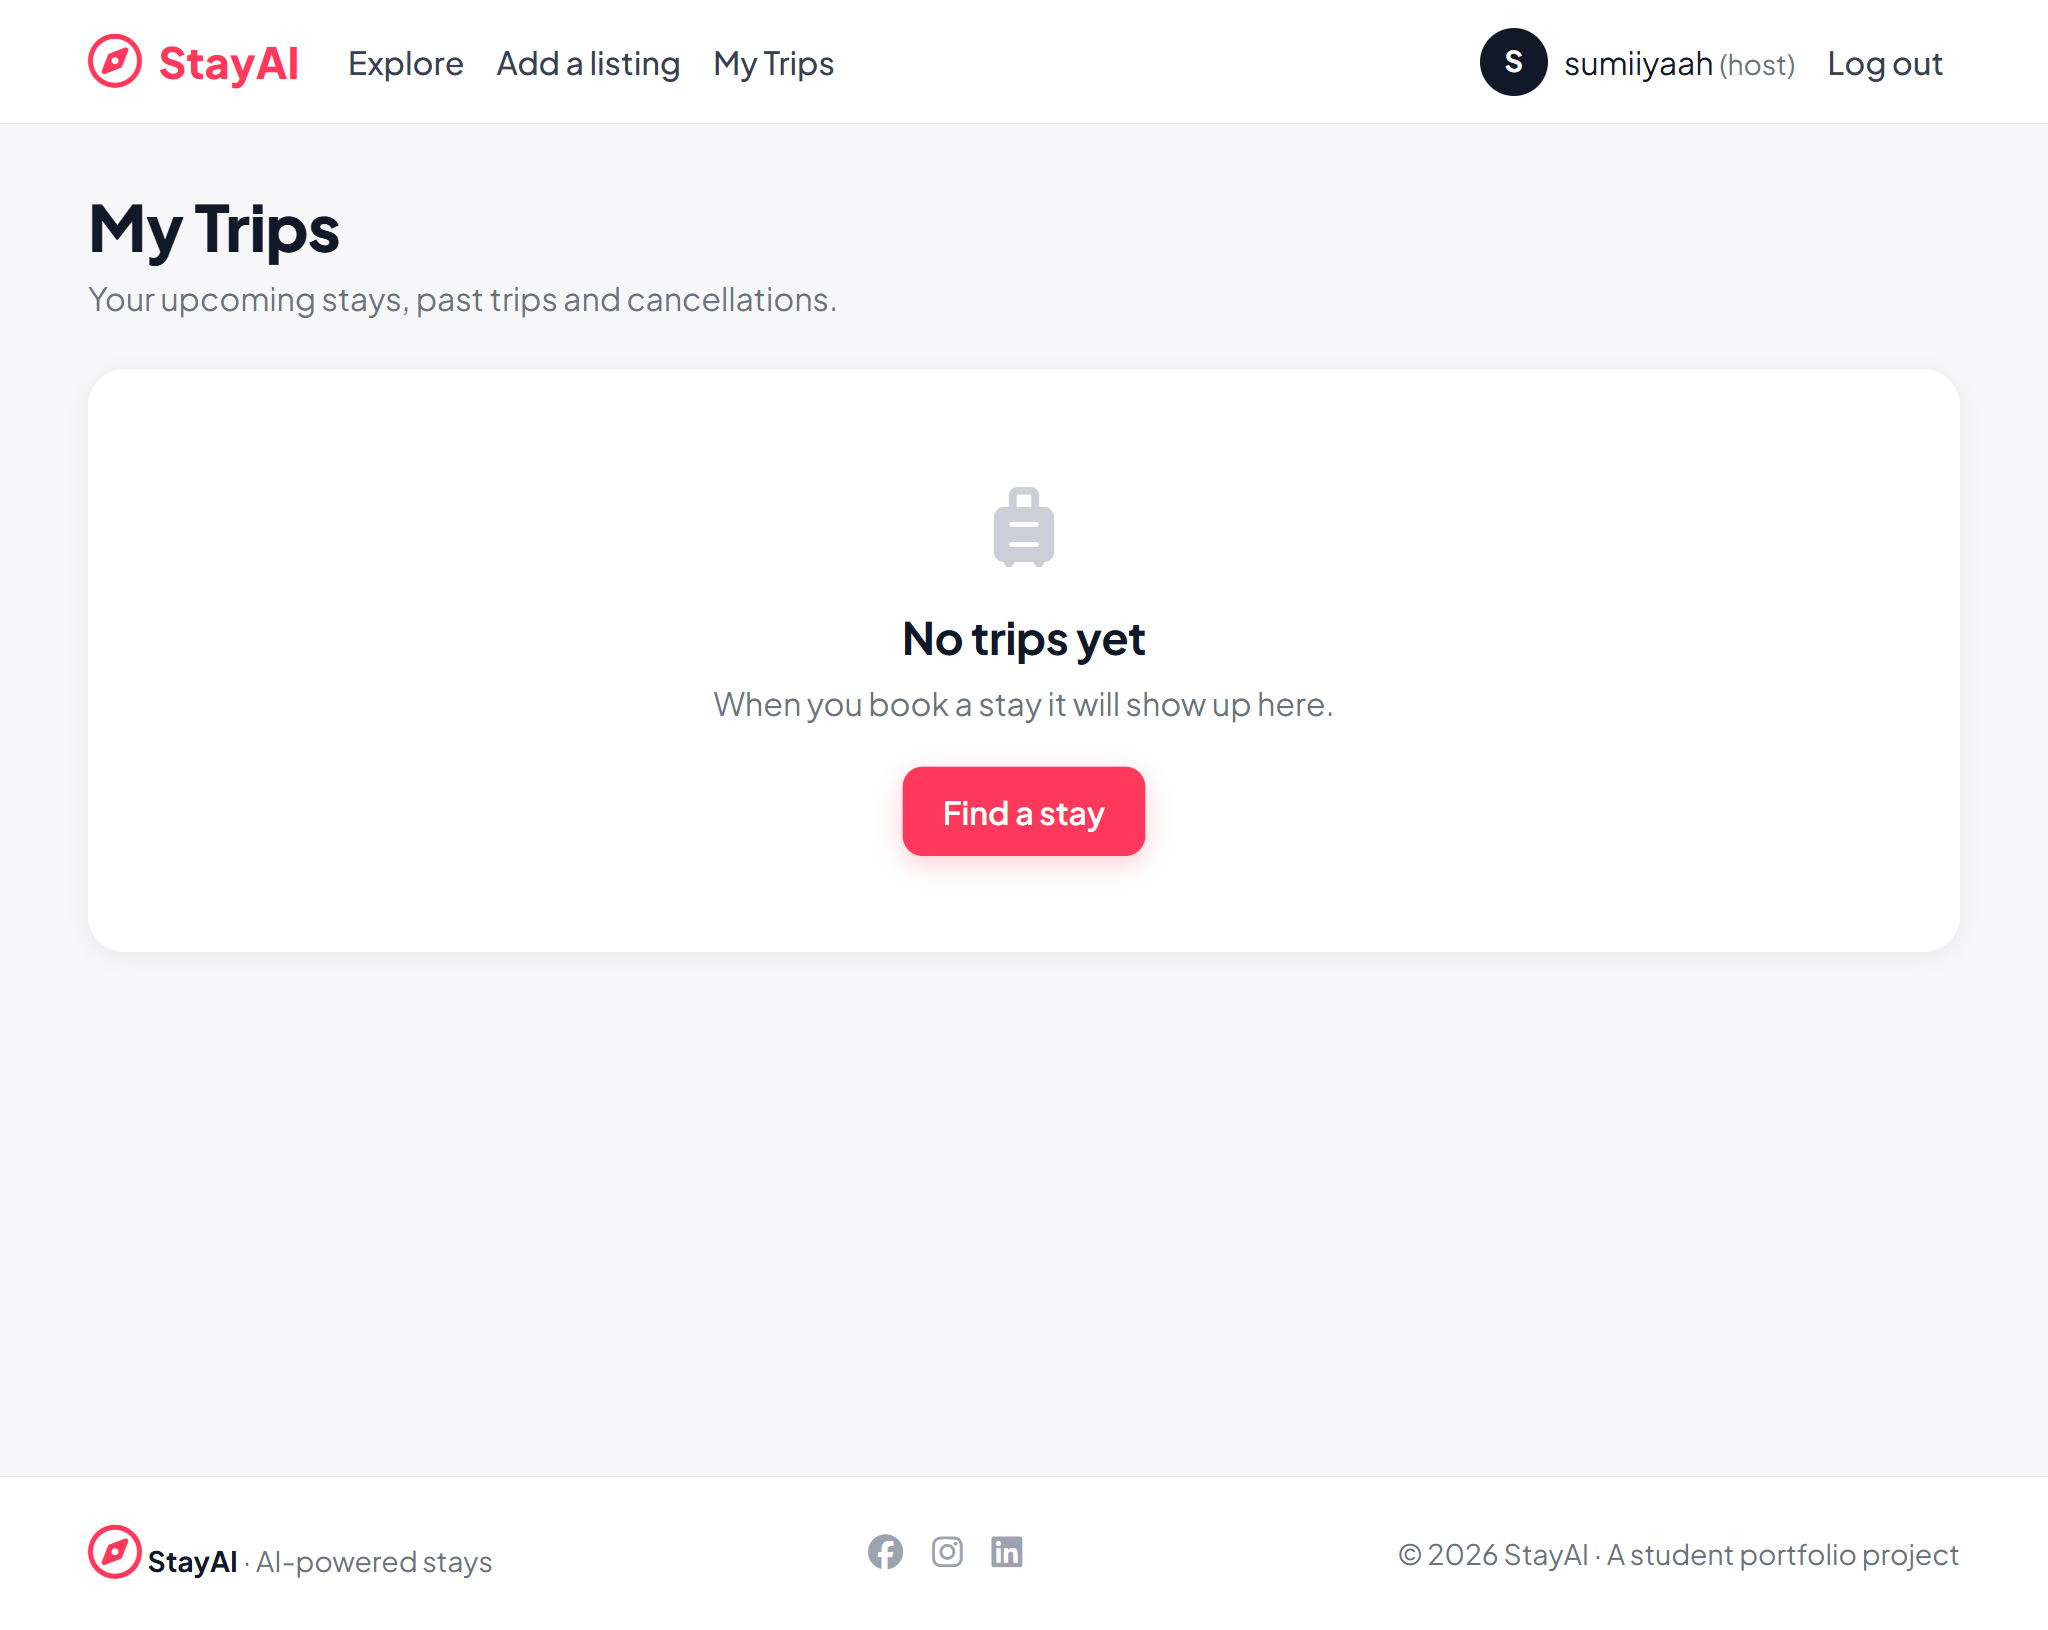 StayAI Explore Add a listing My Trips S sumiiyaah (host) Log out
My Trips
Your upcoming stays, past trips and cancellations.
No trips yet
When you book a stay it will show up here.
Find a stay
StayAI · AI-powered stays © 2026 StayAI · A student portfolio project